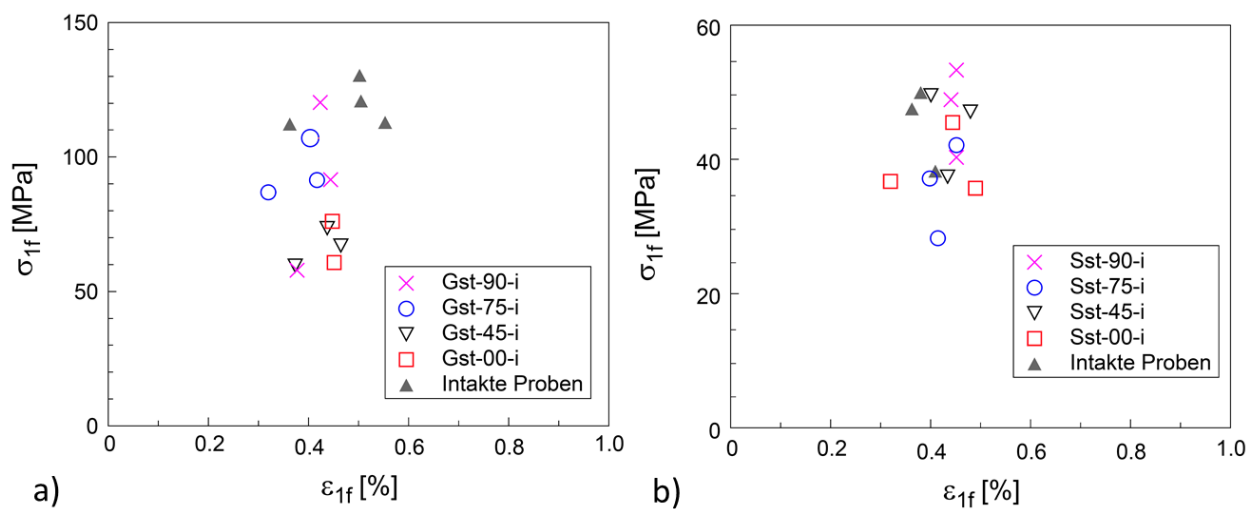 150
100
50
0
0
0.2
0.4
0.6
0.8
1.0
σ1f [MPa]
ε1f [%]
Gst-90-i
Gst-75-i
Gst-45-i
Gst-00-i
Intakte Proben
a)
60
40
20
0
0
0.2
0.4
0.6
0.8
1.0
σ1f [MPa]
ε1f [%]
Sst-90-i
Sst-75-i
Sst-45-i
Sst-00-i
Intakte Proben
b)